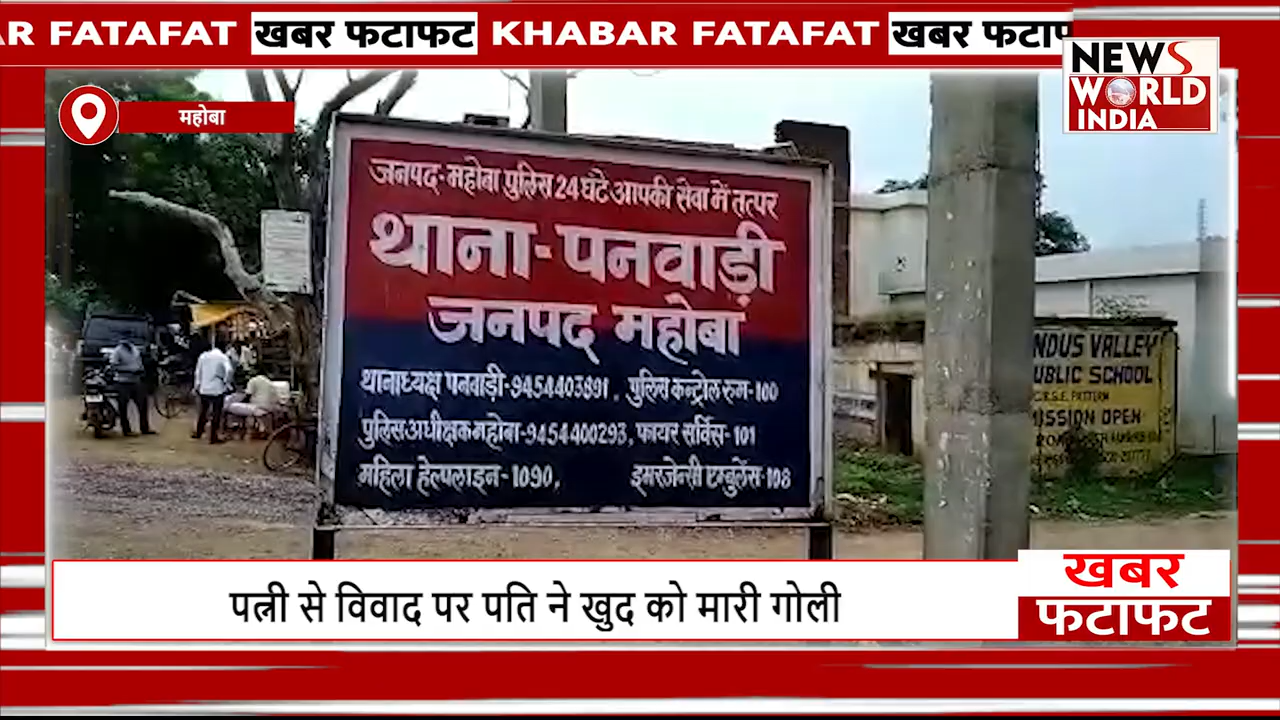 AR FATAFAT खबर फटाफट KHABAR FATAFAT खबर फटाप
NEWS
WORLD
INDIA
महोबा
जनपद-महोबा पुलिस 24 घंटे आपकी सेवा में तत्पर
थाना-पनवाड़ी
जनपद महोबा
थानाध्यक्ष पनवाड़ी-9454403891, पुलिस कन्ट्रोल रूम-100
पुलिस अधीक्षक महोबा-9454400293, फायर सर्विस-101
महिला हेल्पलाइन-1090, इमरजेन्सी एम्बुलेंस-108
NDUS VALLEY
UBLIC SCHOOL
MISSION OPEN
पत्नी से विवाद पर पति ने खुद को मारी गोली
खबर
फटाफट